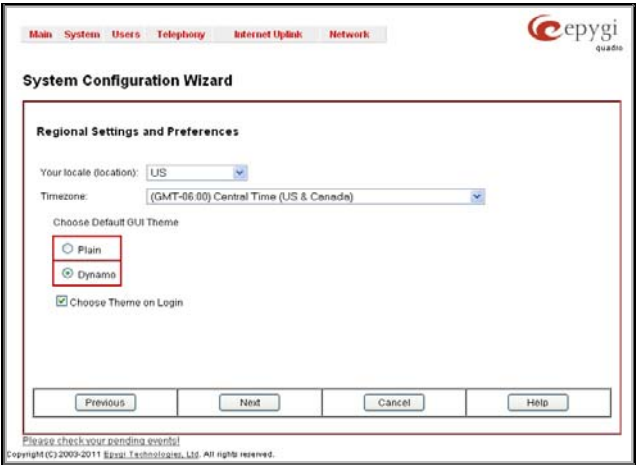 Main System Users Telephony Internet Uplink Network
epygi
quadro
System Configuration Wizard
Regional Settings and Preferences
Your locale (location): US
Timezone: (GMT-06:00) Central Time (US & Canada)
Choose Default GUI Theme
Plain
Dynamo
Choose Theme on Login
Previous Next Cancel Help
Please check your pending events!
Copyright (C) 2003-2011 Epygi Technologies, Ltd. All rights reserved.